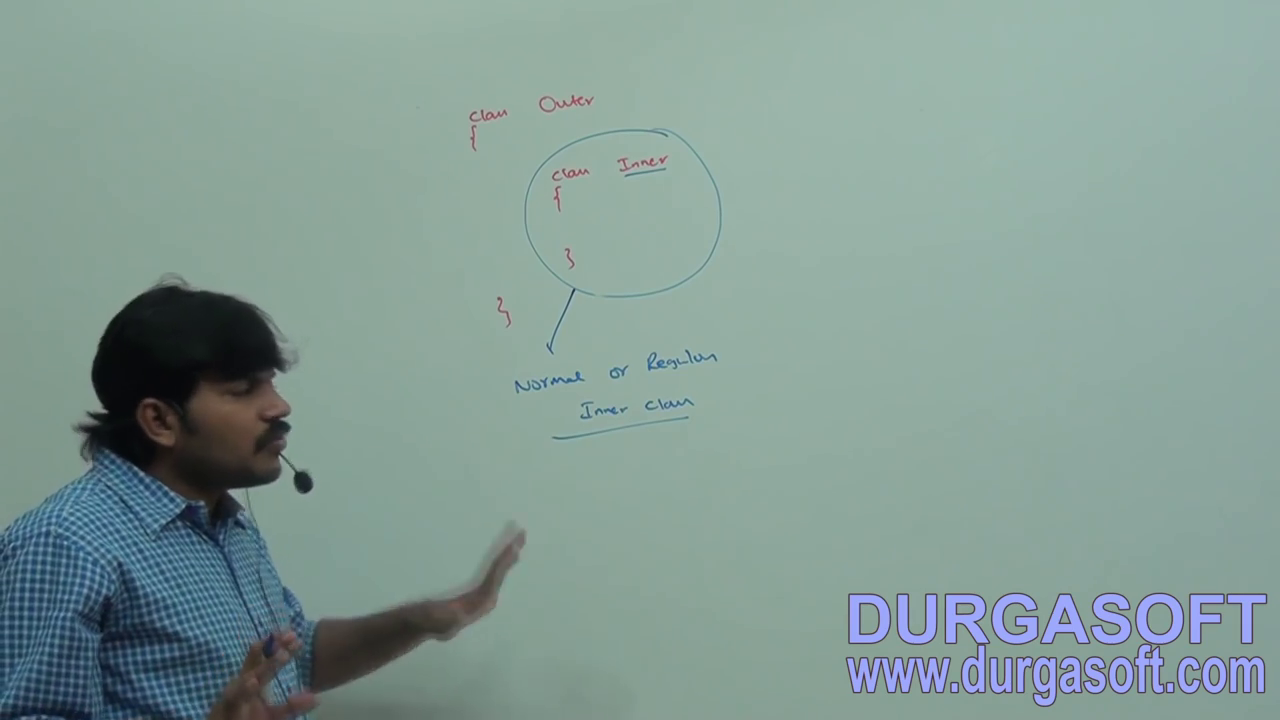 class Outer
{
class Inner
{
}
}
Normal or Regular
Inner class
DURGASOFT
www.durgasoft.com